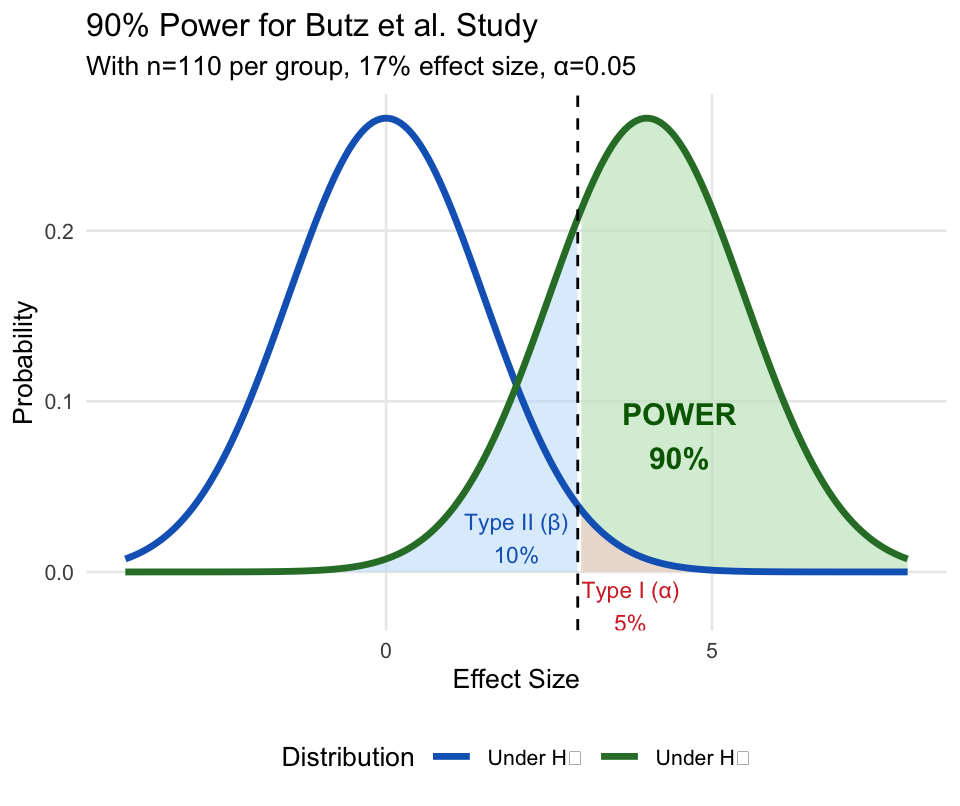 90% Power for Butz et al. Study
With n=110 per group, 17% effect size, α=0.05
Probability
0.2
0.1
0.0
POWER
90%
Type II (β)
10%
Type I (α)
5%
0
5
Effect Size
Distribution
Under H□
Under H□